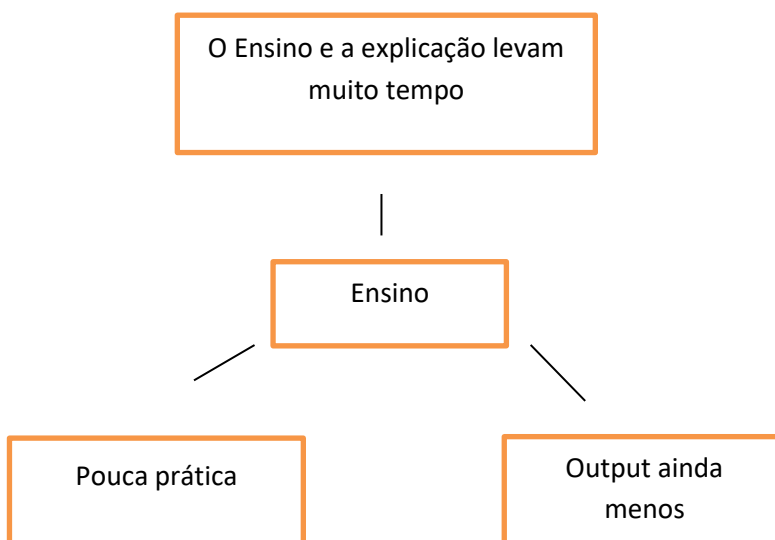 O Ensino e a explicação levam
muito tempo
Ensino
Pouca prática
Output ainda
menos